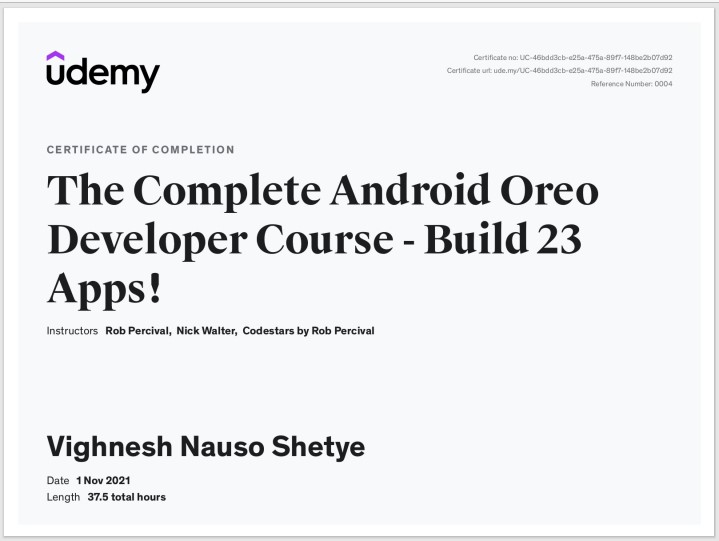 udemy
Certificate no: UC-46bdd3cb-e25a-475a-89f7-148be2b07d92
Certificate url: ude.my/UC-46bdd3cb-e25a-475a-89f7-148be2b07d92
Reference Number: 0004
CERTIFICATE OF COMPLETION
The Complete Android Oreo
Developer Course - Build 23
Apps!
Instructors Rob Percival, Nick Walter, Codestars by Rob Percival
Vighnesh Nauso Shetye
Date 1 Nov 2021
Length 37.5 total hours